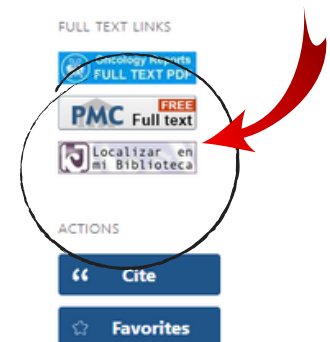 FULL TEXT LINKS
Oncology Reports
FULL TEXT PDF
PMC FREE
Full text
Localizar en
mi Biblioteca
ACTIONS
Cite
Favorites